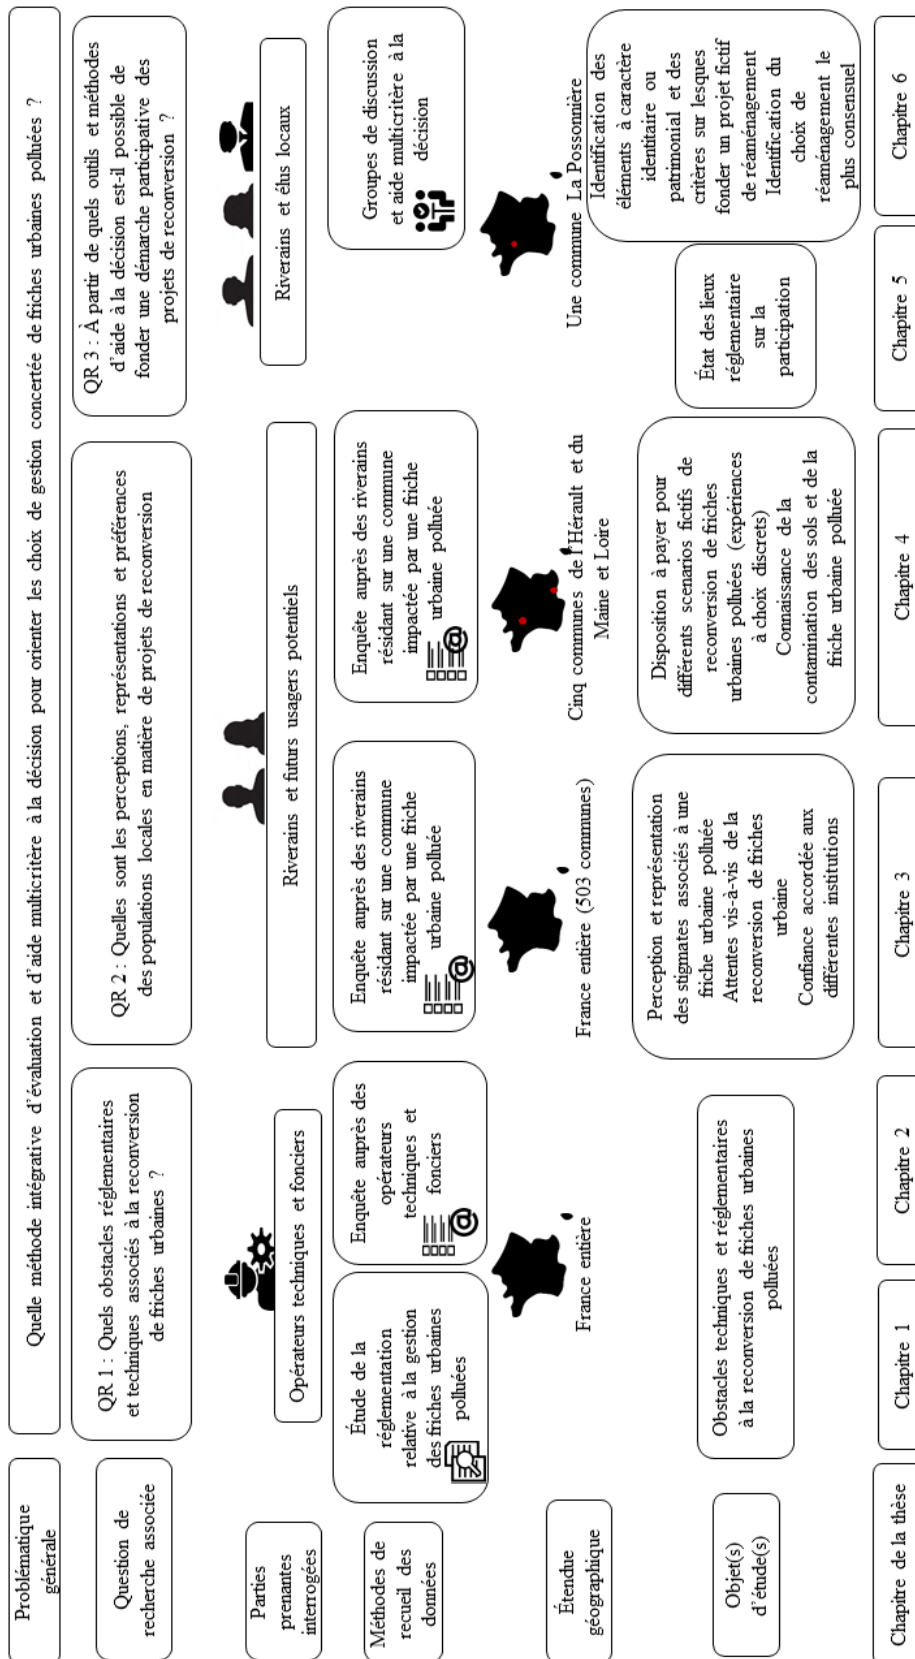 Problématique
générale
Quelle méthode intégrative d'évaluation et d'aide multicritère à la décision pour orienter les choix de gestion concertée de friches urbaines polluées ?
Question de
recherche associée
QR 1 : Quels obstacles réglementaires
et techniques associés à la reconversion
de friches urbaines ?
QR 2 : Quelles sont les perceptions, représentations et préférences
des populations locales en matière de projets de reconversion
QR 3 : À partir de quels outils et méthodes
d'aide à la décision est-il possible de
fonder une démarche participative des
projets de reconversion ?
Parties
prenantes
interrogées
Opérateurs techniques et fonciers
Riverains et futurs usagers potentiels
Riverains et élus locaux
Méthodes de
recueil des
données
Étude de la
réglementation
relative à la gestion
des friches urbaines
polluées
Enquête auprès des
opérateurs
techniques et
fonciers
Enquête auprès des riverains
résidant sur une commune
impactée par une friche
urbaine polluée
Enquête auprès des riverains
résidant sur une commune
impactée par une friche
urbaine polluée
Groupes de discussion
et aide multicritère à la
décision
Étendue
géographique
France entière
France entière (503 communes)
Cinq communes de l'Hérault et du
Maine et Loire
Une commune La Possonnière
Objet(s)
d'étude(s)
Obstacles techniques et réglementaires
à la reconversion de friches urbaines
polluées
Perception et représentation
des stigmates associés à une
friche urbaine polluée
Attentes vis-à-vis de la
reconversion de friches
urbaine
Confiance accordée aux
différentes institutions
Disposition à payer pour
différents scenarios fictifs de
reconversion de friches
urbaines polluées (expériences
à choix discrets)
Connaissance de la
contamination des sols et de la
friche urbaine polluée
État des lieux
réglementaire
sur la
participation
Identification des
éléments à caractère
identitaire ou
patrimonial et des
critères sur lesques
fonder un projet fictif
de réaménagement
Identification du
choix de
réaménagement le
plus consensuel
Chapitre de la thèse
Chapitre 1
Chapitre 2
Chapitre 3
Chapitre 4
Chapitre 5
Chapitre 6